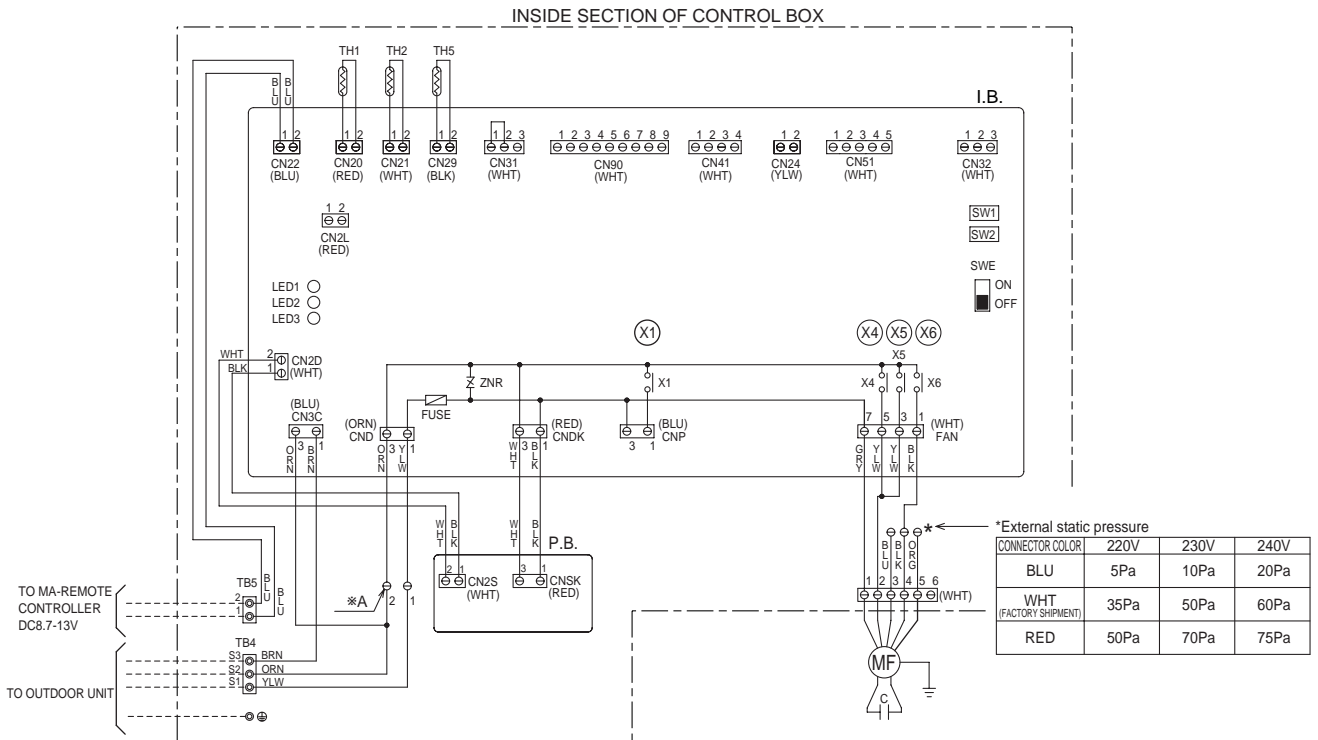 INSIDE SECTION OF CONTROL BOX
TH1 TH2 TH5
BLU BLU
I.B.
1 2 1 2 1 2 1 2 1 2 3 1 2 3 4 5 6 7 8 9 1 2 3 4 1 2 1 2 3 4 5 1 2 3
CN22 CN20 CN21 CN29 CN31 CN90 CN41 CN24 CN51 CN32
(BLU) (RED) (WHT) (BLK) (WHT) (WHT) (WHT) (YLW) (WHT) (WHT)
1 2
CN2L
(RED)
SW1
SW2
SWE
ON
OFF
LED1
LED2
LED3
X1 X4 X5 X6
X5
WHT 2 CN2D
BLK 1 (WHT)
ZNR X1 X4 X6
FUSE
(BLU)
CN3C
3 1
(ORN)
CND
3 1
(RED)
CNDK
3 1
(BLU)
CNP
3 1
7 5 3 1
(WHT)
FAN
ORN BRN ORN YLW WHT BLK GRY YLW YLW BLK
WHT BLK WHT BLK
P.B.
2 1 CN2S
(WHT)
3 1 CNSK
(RED)
※A 2 1
BLU BLK ORG *
1 2 3 4 5 6
(WHT)
MF
C
*External static pressure
CONNECTOR COLOR 220V 230V 240V
BLU 5Pa 10Pa 20Pa
WHT
(FACTORY SHIPMENT) 35Pa 50Pa 60Pa
RED 50Pa 70Pa 75Pa
TO MA-REMOTE
CONTROLLER
DC8.7-13V
TB5
2 BLU
1 BLU
TB4
S3 BRN
S2 ORN
S1 YLW
TO OUTDOOR UNIT